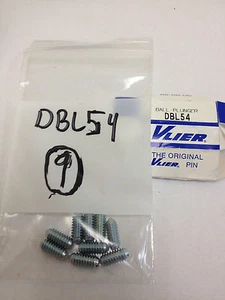 DBL54
9
BALL PLUNGER
DBL54
VLIER
THE ORIGINAL
VLIER PIN